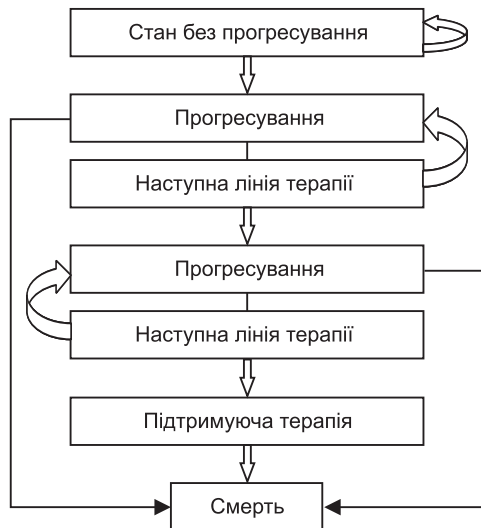 Стан без прогресування
Прогресування
Наступна лінія терапії
Прогресування
Наступна лінія терапії
Підтримуюча терапія
Смерть